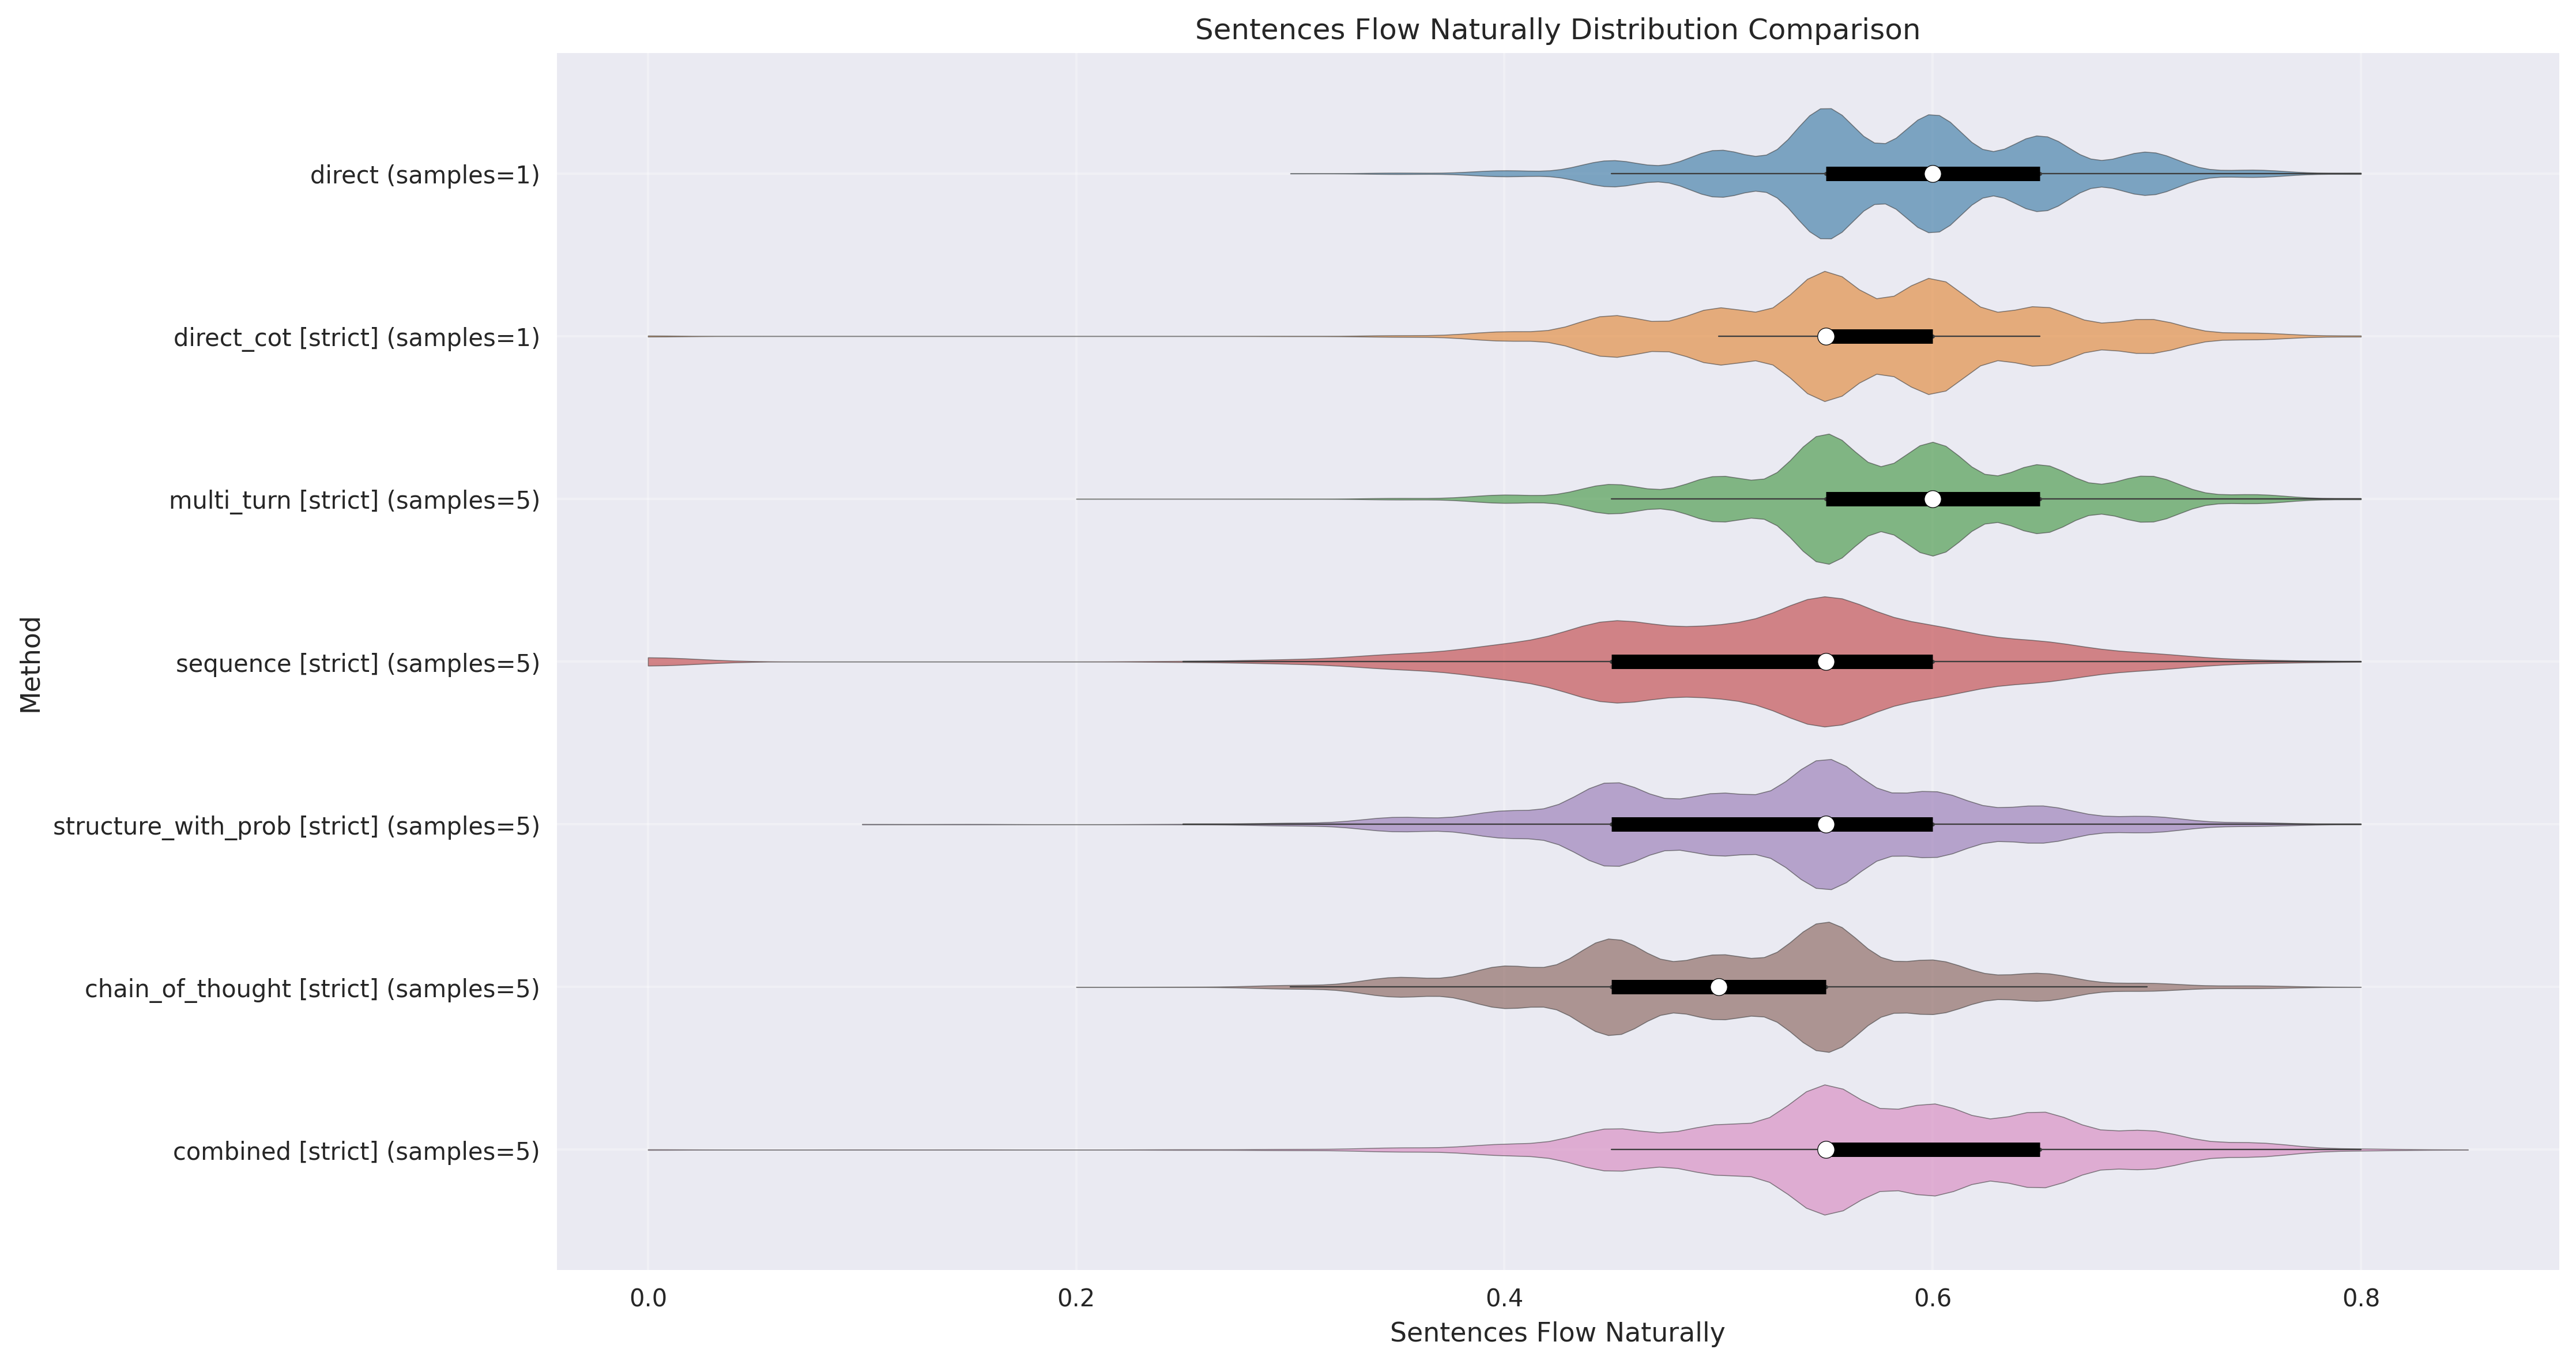 Sentences Flow Naturally Distribution Comparison
direct (samples=1)
direct_cot [strict] (samples=1)
multi_turn [strict] (samples=5)
sequence [strict] (samples=5)
structure_with_prob [strict] (samples=5)
chain_of_thought [strict] (samples=5)
combined [strict] (samples=5)
Method
0.0 0.2 0.4 0.6 0.8
Sentences Flow Naturally